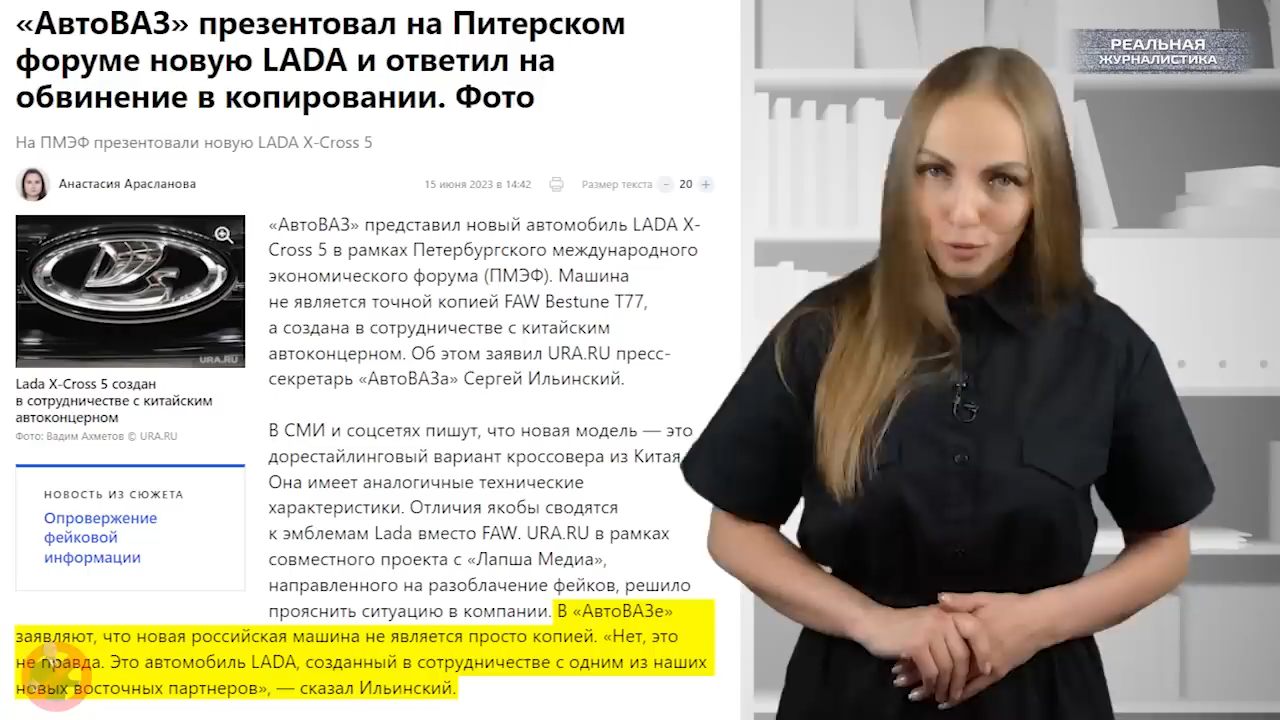 «АвтоВАЗ» презентовал на Питерском
форуме новую LADA и ответил на
обвинение в копировании. Фото
На ПМЭФ презентовали новую LADA X-Cross 5
Анастасия Арасланова
15 июня 2023 в 14:42
Размер текста − 20 +
URA.RU
Lada X-Cross 5 создан
в сотрудничестве с китайским
автоконцерном
Фото: Вадим Ахметов © URA.RU
НОВОСТЬ ИЗ СЮЖЕТА
Опровержение
фейковой
информации
«АвтоВАЗ» представил новый автомобиль LADA X-
Cross 5 в рамках Петербургского международного
экономического форума (ПМЭФ). Машина
не является точной копией FAW Bestune T77,
а создана в сотрудничестве с китайским
автоконцерном. Об этом заявил URA.RU пресс-
секретарь «АвтоВАЗа» Сергей Ильинский.
В СМИ и соцсетях пишут, что новая модель — это
дорестайлинговый вариант кроссовера из Китая.
Она имеет аналогичные технические
характеристики. Отличия якобы сводятся
к эмблемам Lada вместо FAW. URA.RU в рамках
совместного проекта с «Лапша Медиа»,
направленного на разоблачение фейков, решило
прояснить ситуацию в компании. В «АвтоВАЗе»
заявляют, что новая российская машина не является просто копией. «Нет, это
не правда. Это автомобиль LADA, созданный в сотрудничестве с одним из наших
новых восточных партнеров», — сказал Ильинский.
РЕАЛЬНАЯ
ЖУРНАЛИСТИКА